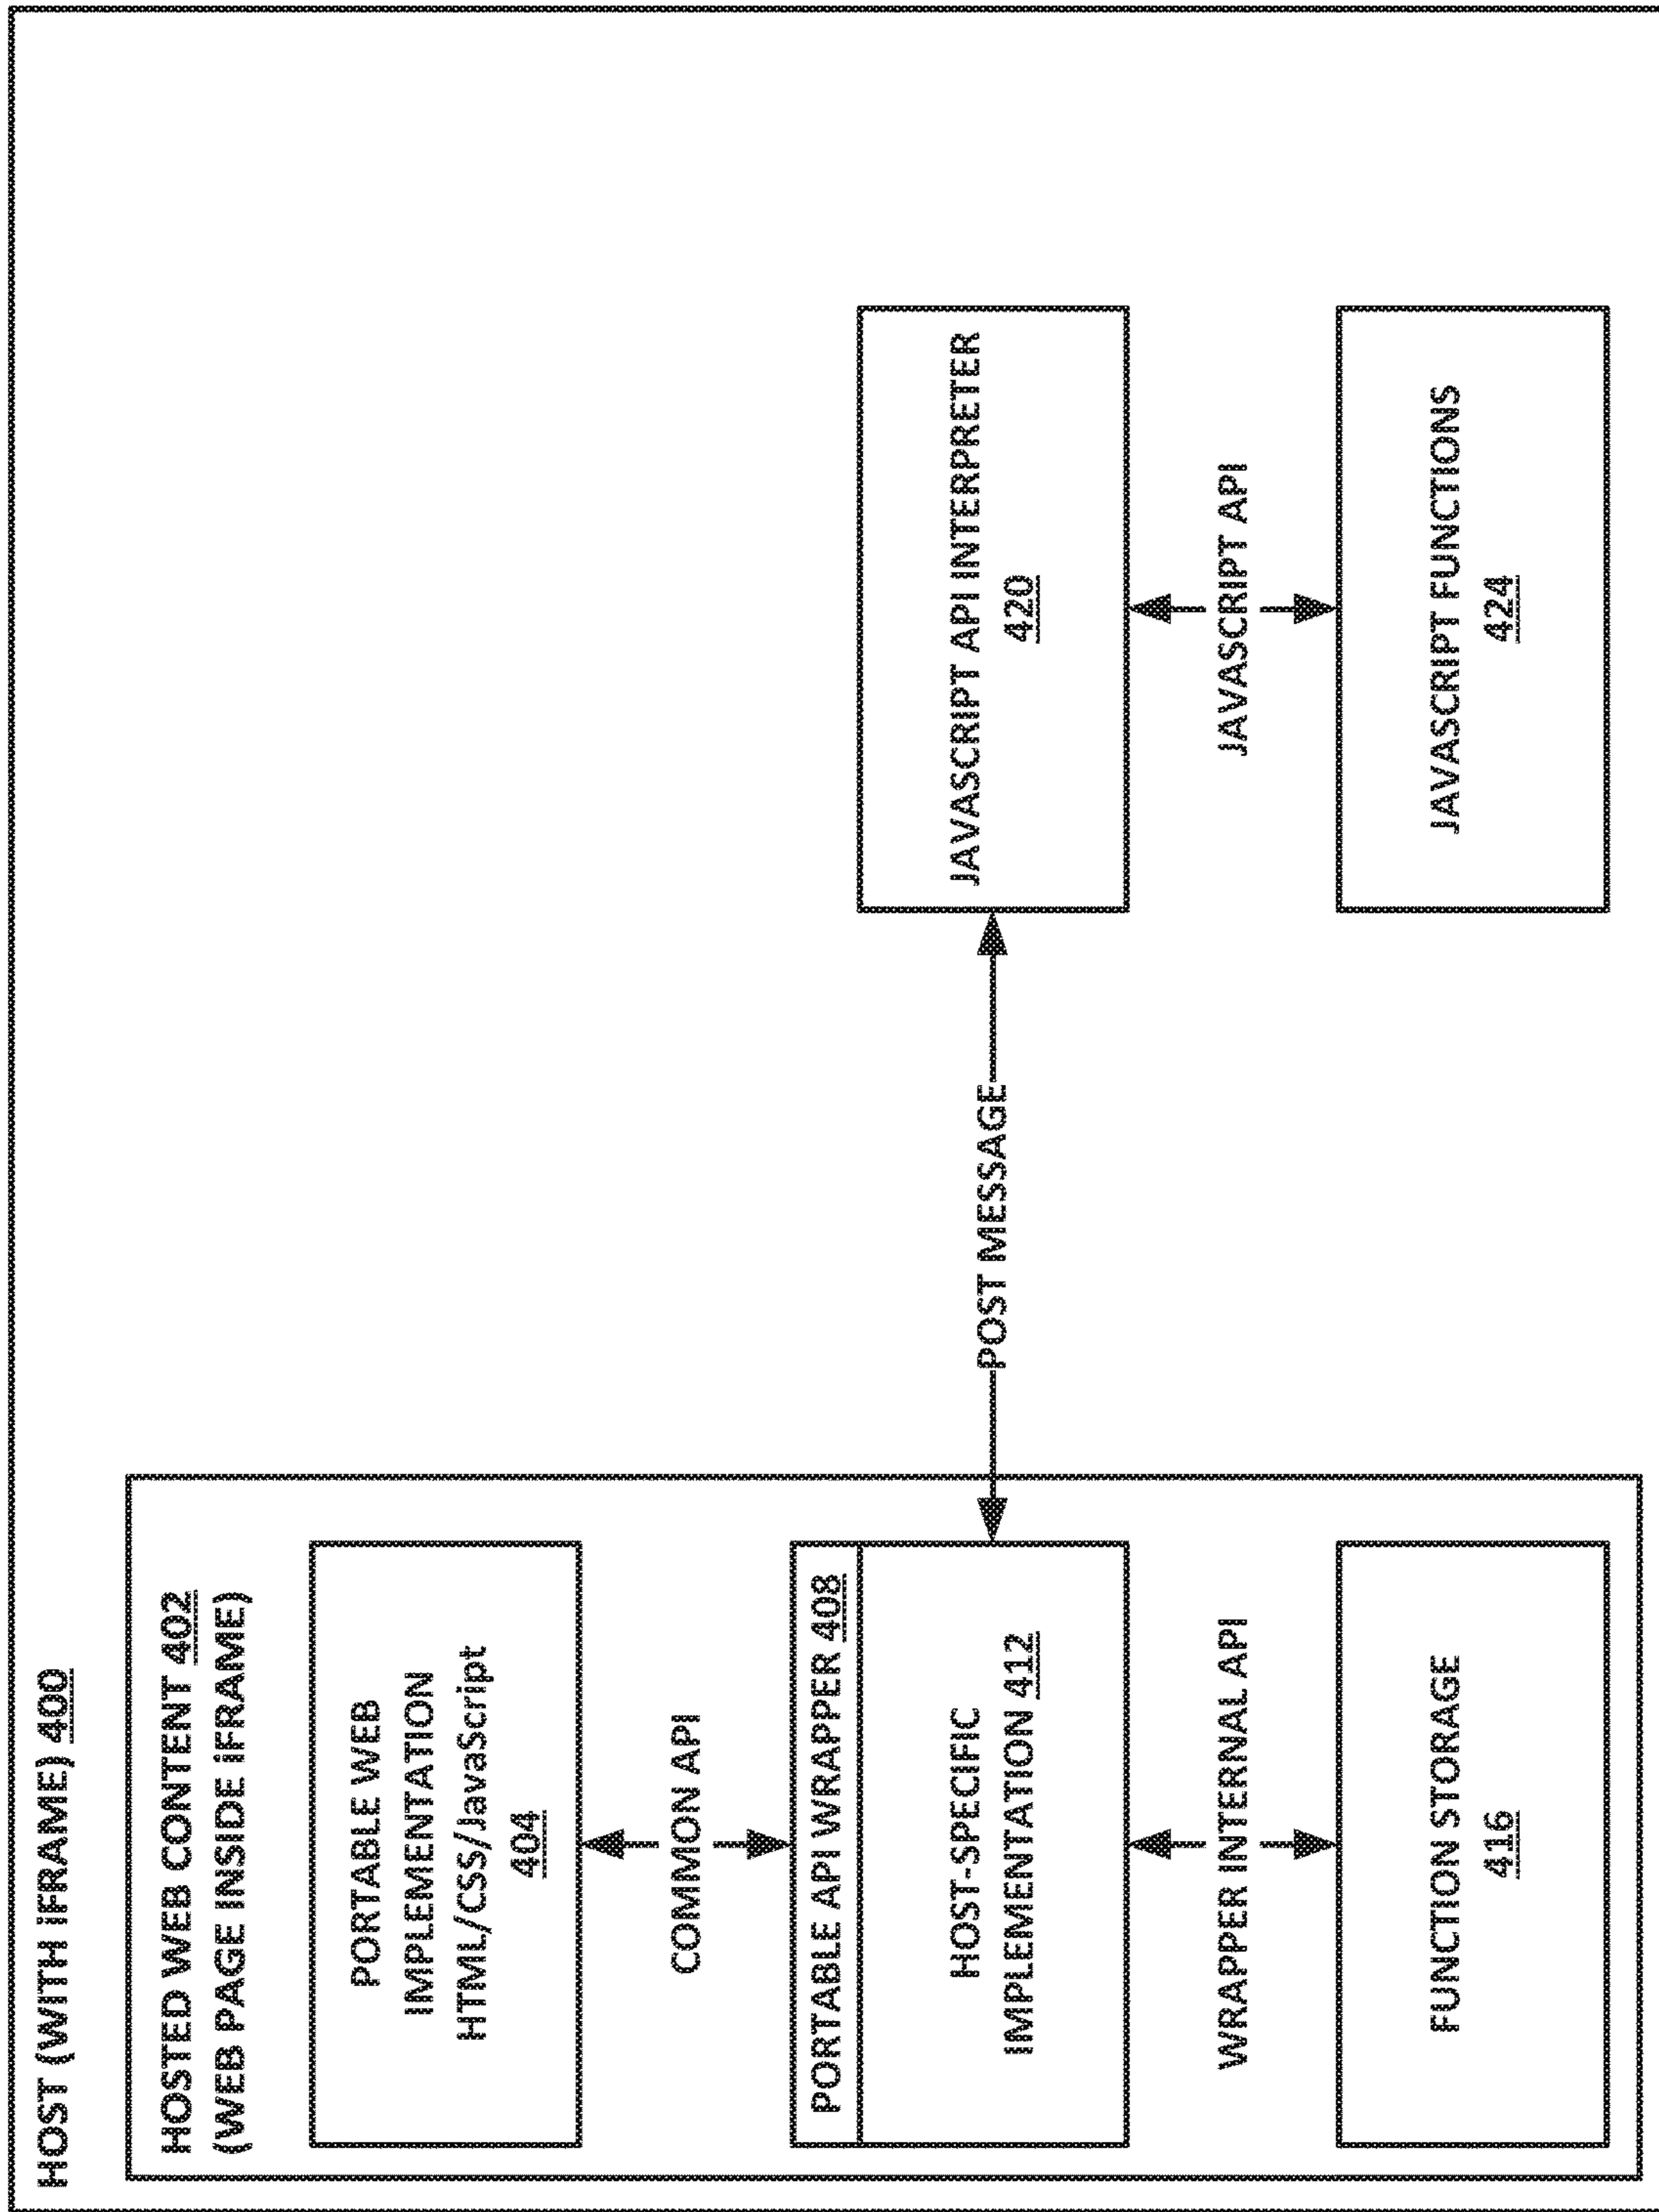 HOST (WITH iFRAME) 400
HOSTED WEB CONTENT 402
(WEB PAGE INSIDE iFRAME)
PORTABLE WEB
IMPLEMENTATION
HTML/CSS/JavaScript
404
COMMON API
PORTABLE API WRAPPER 408
HOST-SPECIFIC
IMPLEMENTATION 412
POST MESSAGE
JAVASCRIPT API INTERPRETER
420
WRAPPER INTERNAL API
JAVASCRIPT API
FUNCTION STORAGE
416
JAVASCRIPT FUNCTIONS
424